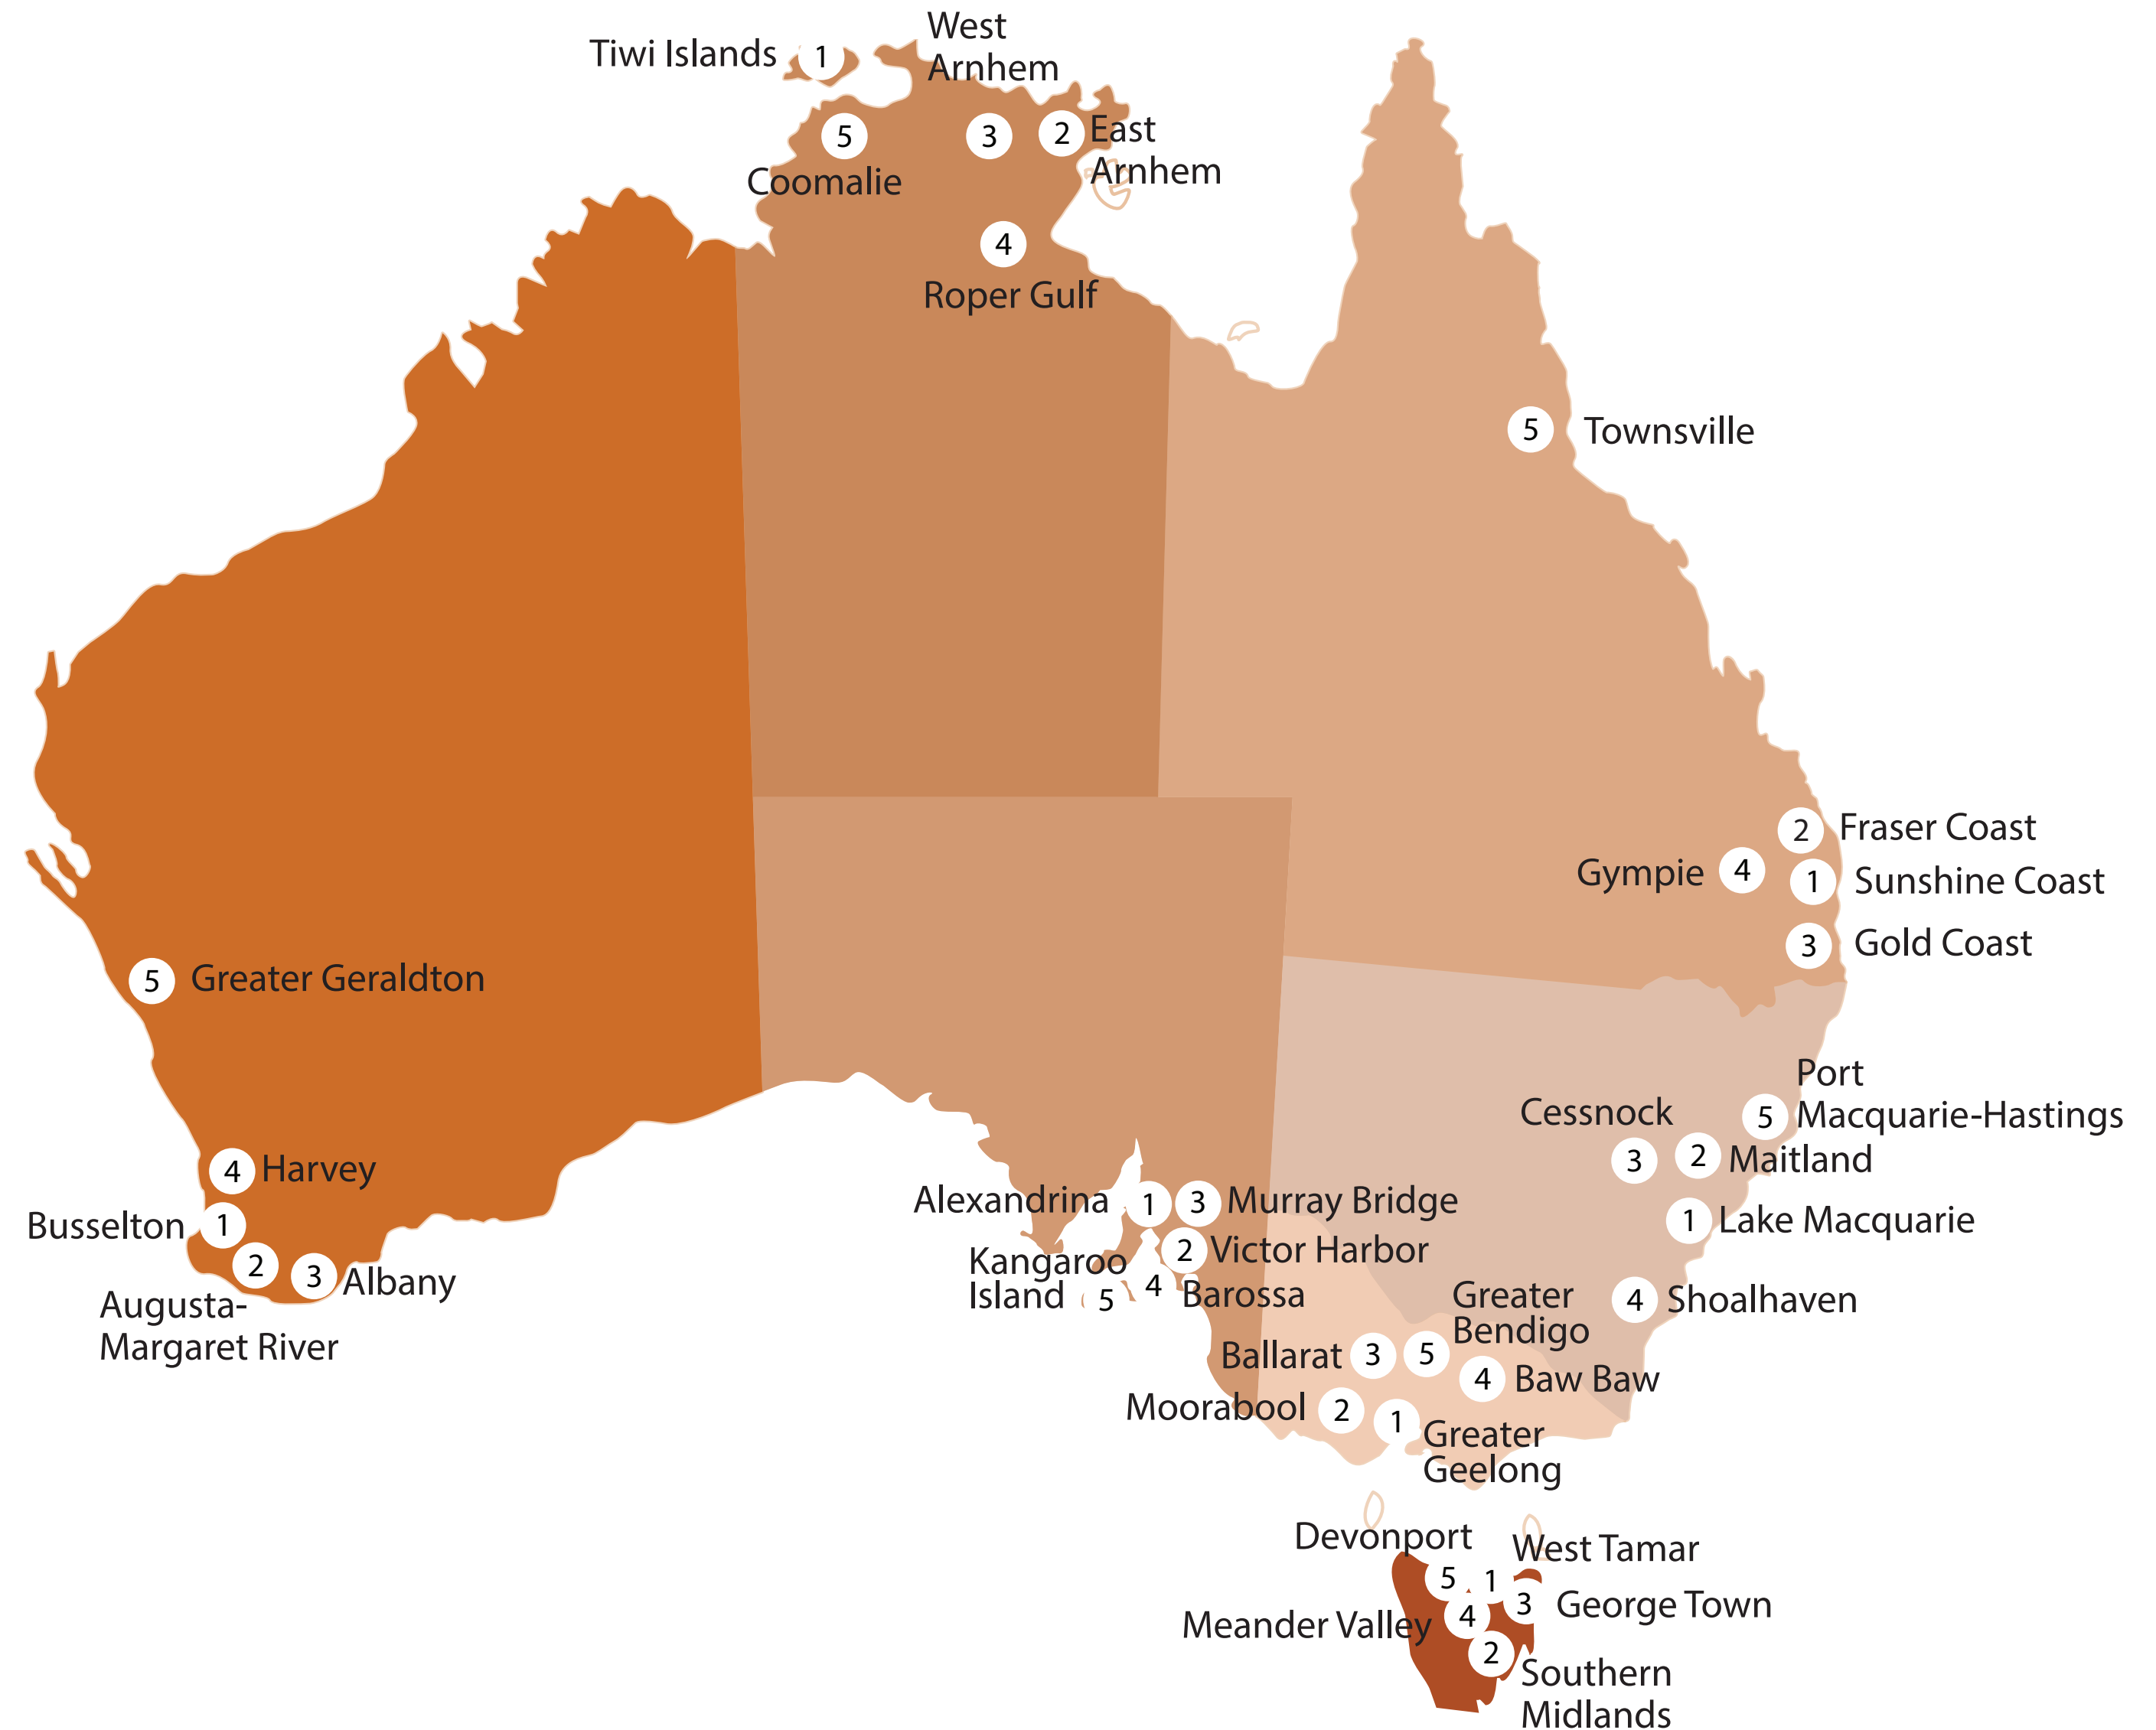 West
Tiwi Islands 1 Arnhem
5 3 2 East
Coomalie Arnhem
4
Roper Gulf
5 Townsville
2 Fraser Coast
Gympie 4 1 Sunshine Coast
3 Gold Coast
5 Greater Geraldton
Port
Cessnock 5 Macquarie-Hastings
3 2 Maitland
4 Harvey
Alexandrina 1 3 Murray Bridge
Busselton 1
1 Lake Macquarie
Kangaroo 2 Victor Harbor
2 3 Albany
Island 5 4 Barossa
Augusta-
Margaret River
4 Shoalhaven
Greater
Bendigo
Ballarat 3 5
4 Baw Baw
Moorabool 2 1
Greater
Geelong
Devonport West Tamar
5 1
3 George Town
Meander Valley 4
2
Southern
Midlands